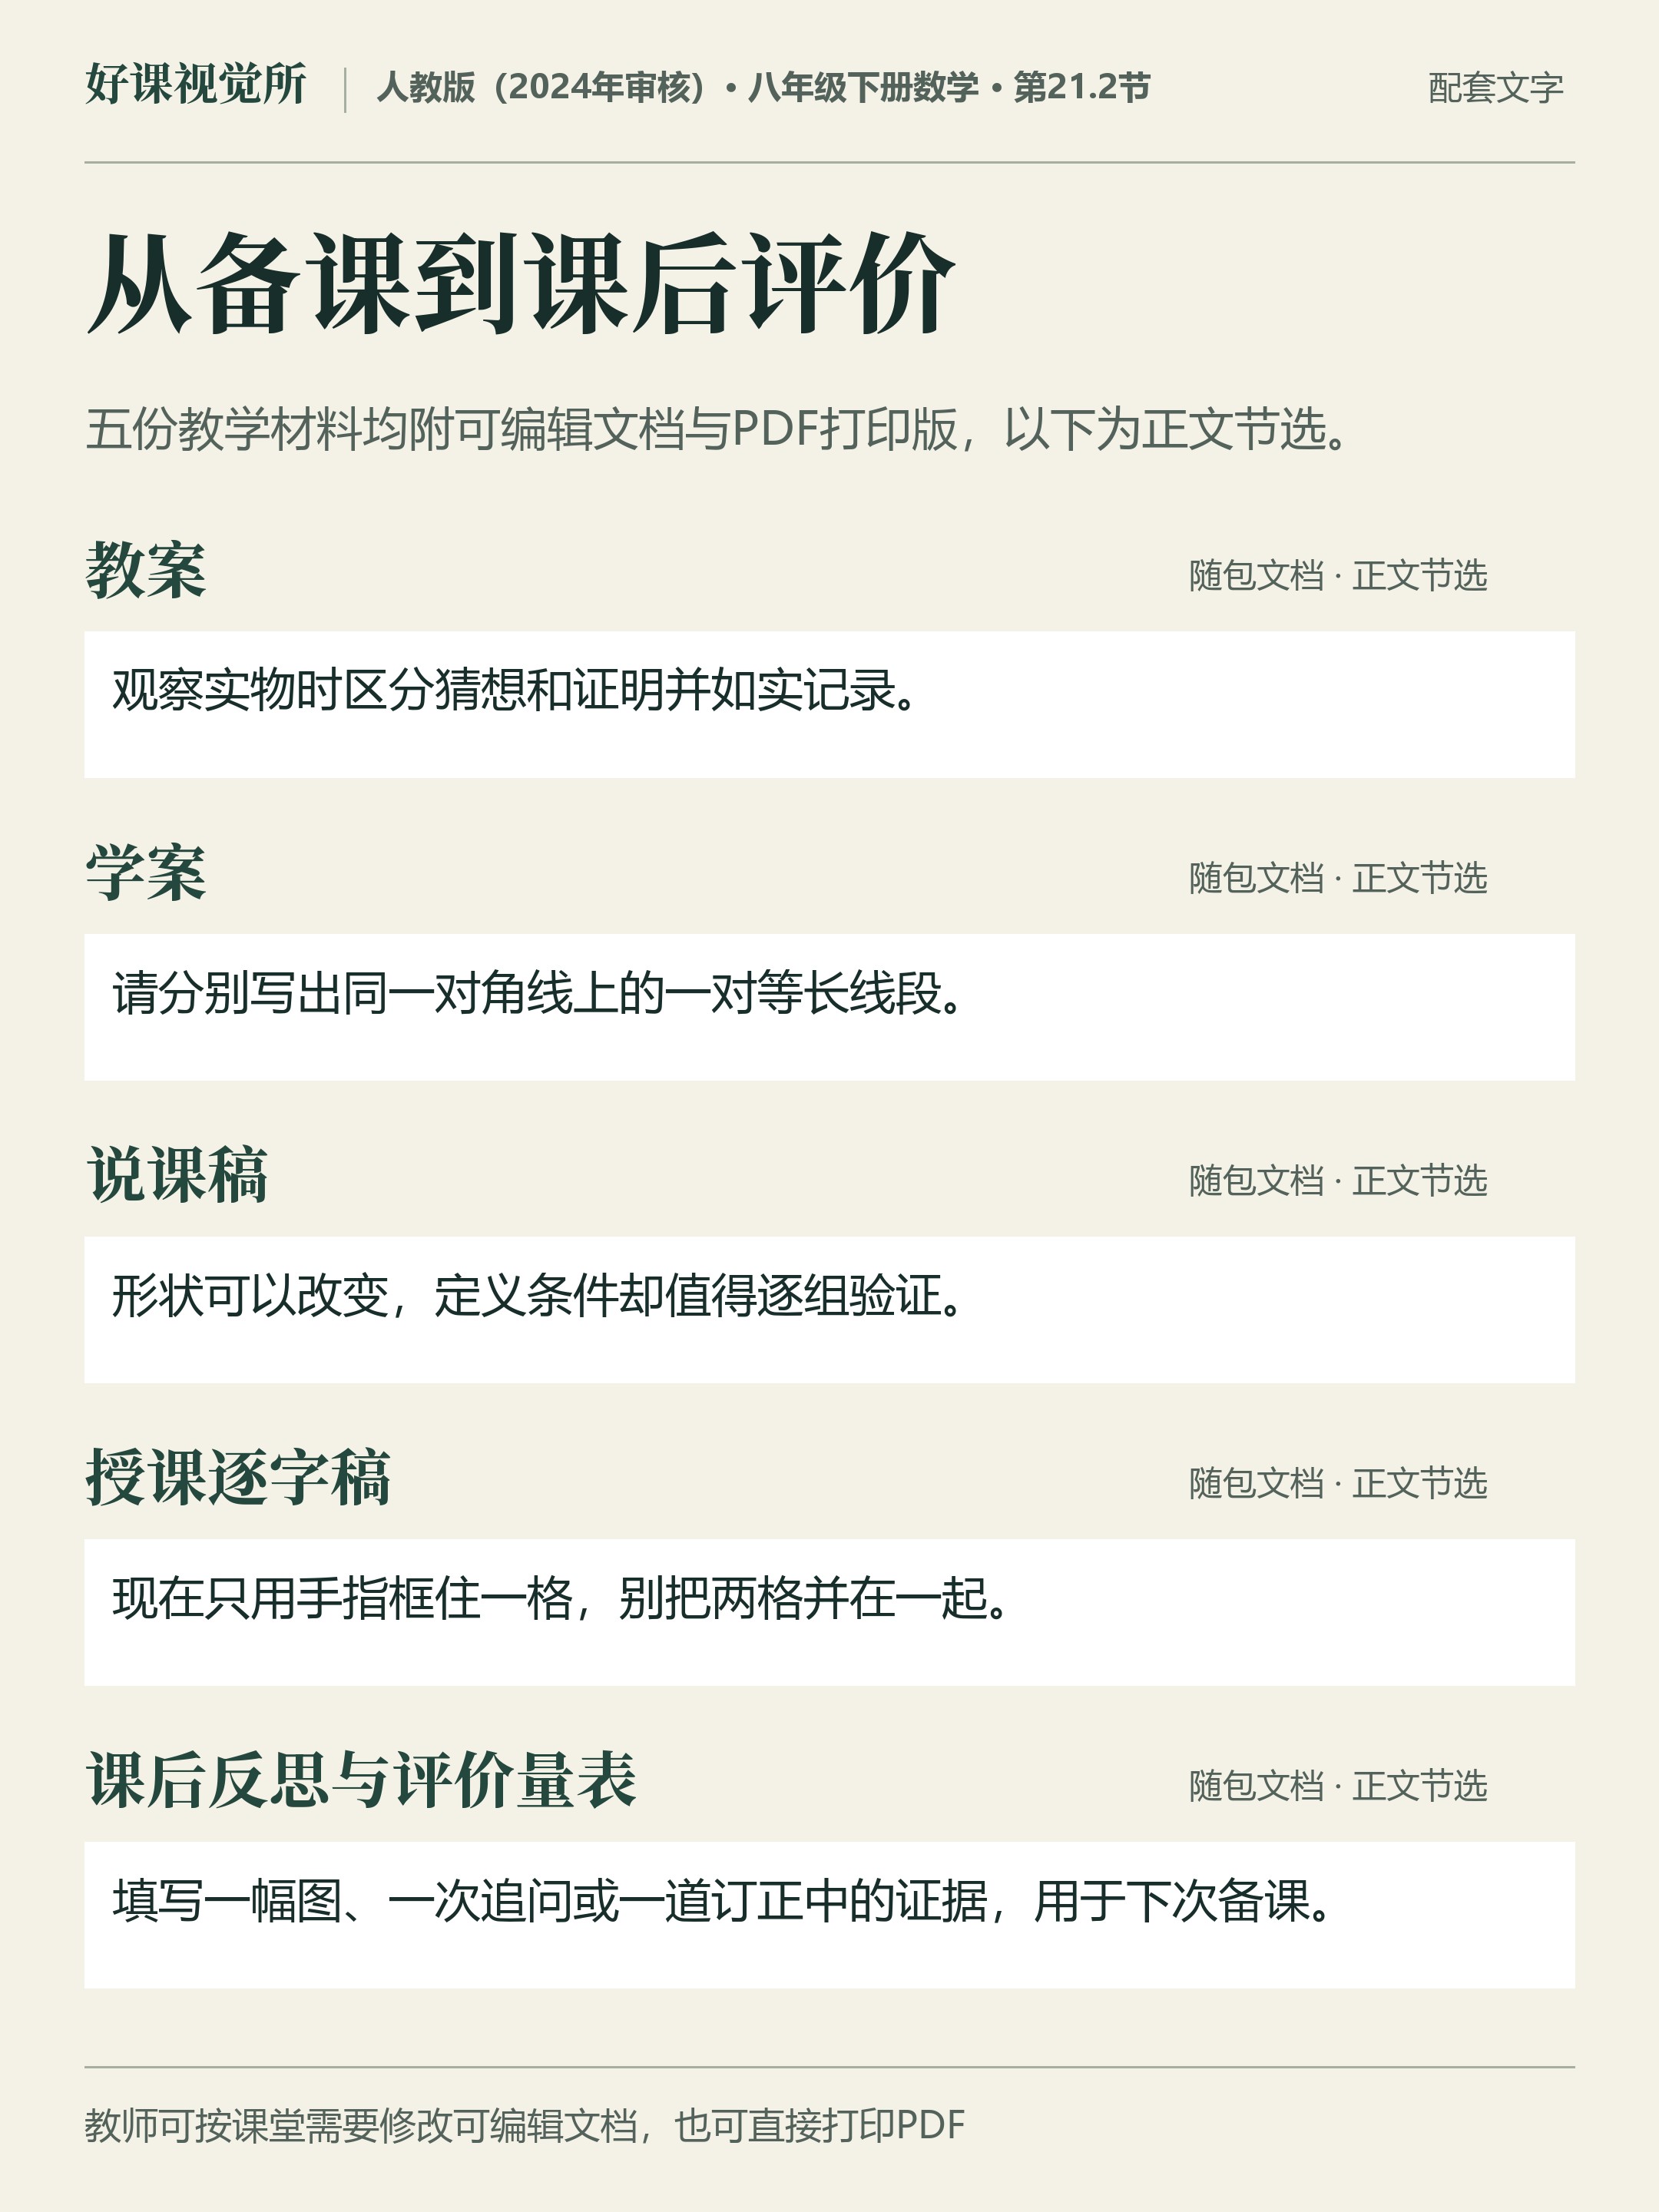 好课视觉所
人教版（2024年审核）• 八年级下册数学 • 第21.2节
配套文字
从备课到课后评价
五份教学材料均附可编辑文档与PDF打印版，以下为正文节选。
教案
随包文档 · 正文节选
观察实物时区分猜想和证明并如实记录。
学案
随包文档 · 正文节选
请分别写出同一对角线上的一对等长线段。
说课稿
随包文档 · 正文节选
形状可以改变，定义条件却值得逐组验证。
授课逐字稿
随包文档 · 正文节选
现在只用手指框住一格，别把两格并在一起。
课后反思与评价量表
随包文档 · 正文节选
填写一幅图、一次追问或一道订正中的证据，用于下次备课。
教师可按课堂需要修改可编辑文档，也可直接打印PDF